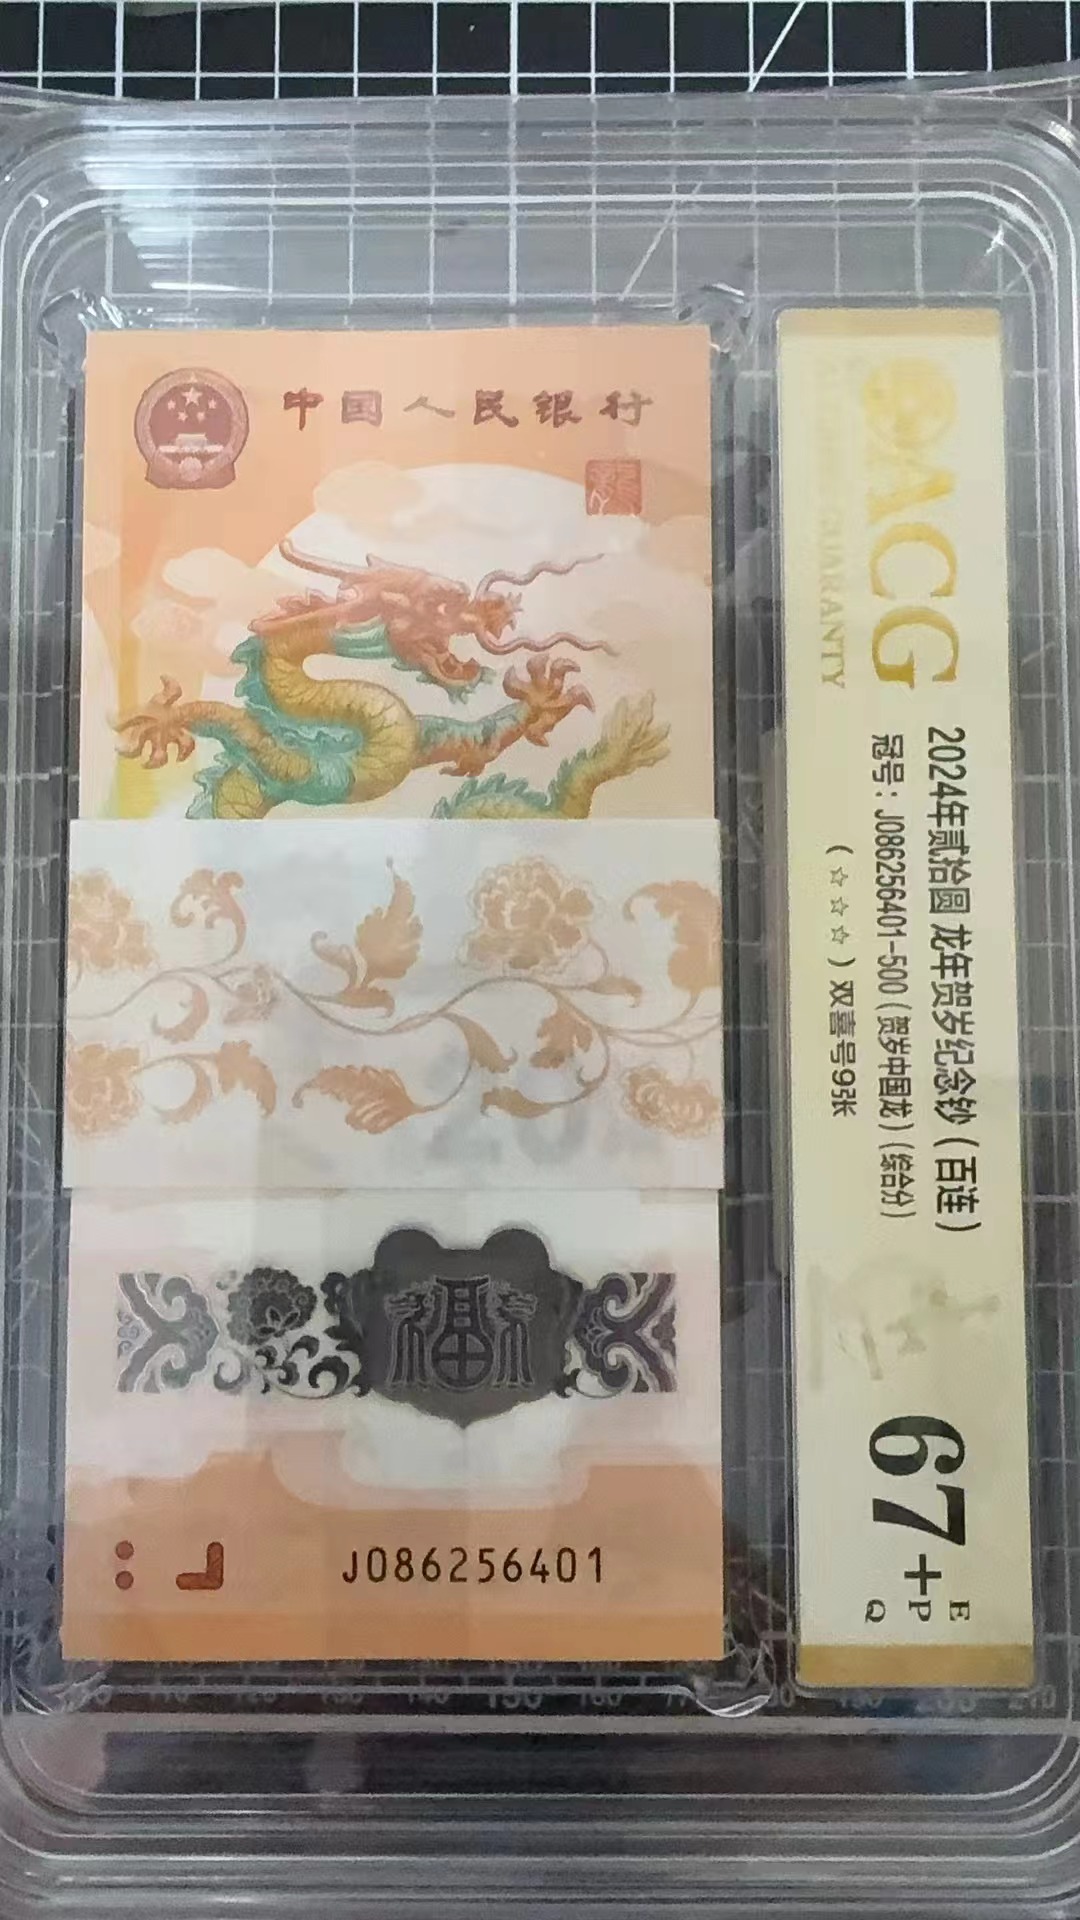 中国人民银行
福
J086256401
ACG
GUARANTY
2024年贰拾圆 龙年贺岁纪念钞（百连）
冠号：J086256401-500（贺岁中国龙）（综合分）
（☆☆☆☆）双喜号9张
67+
E
P
Q